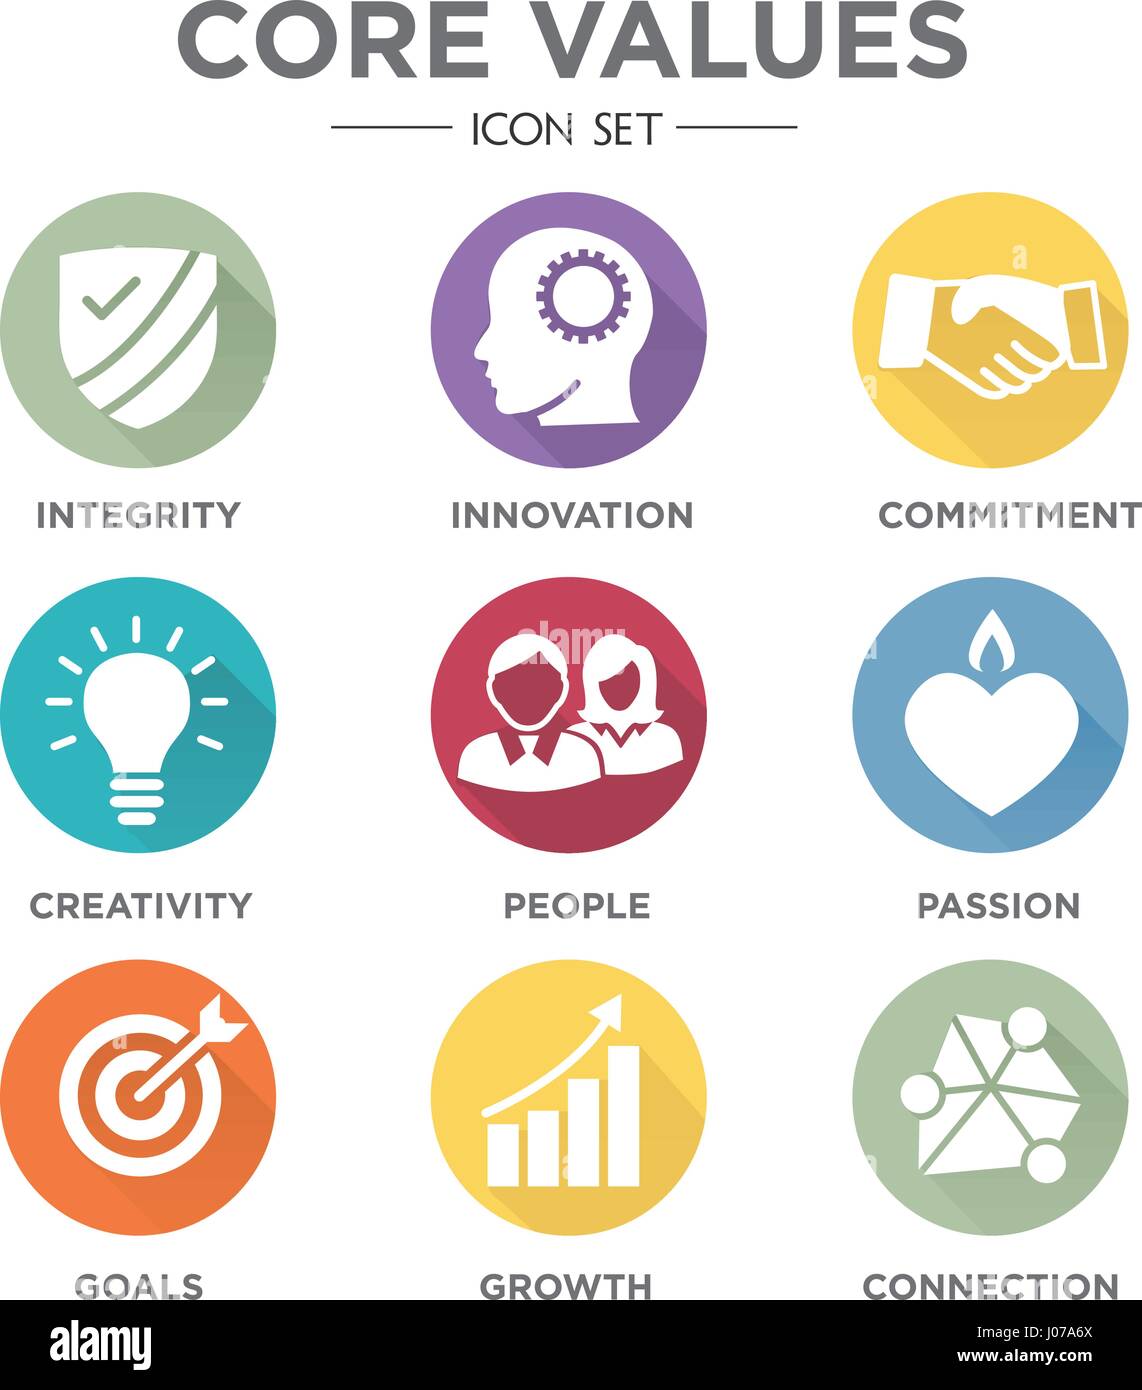 CORE VALUES
ICON SET
INTEGRITY
INNOVATION
COMMITMENT
CREATIVITY
PEOPLE
PASSION
GOALS
GROWTH
CONNECTION
alamy
Image ID: J07A6X
www.alamy.com